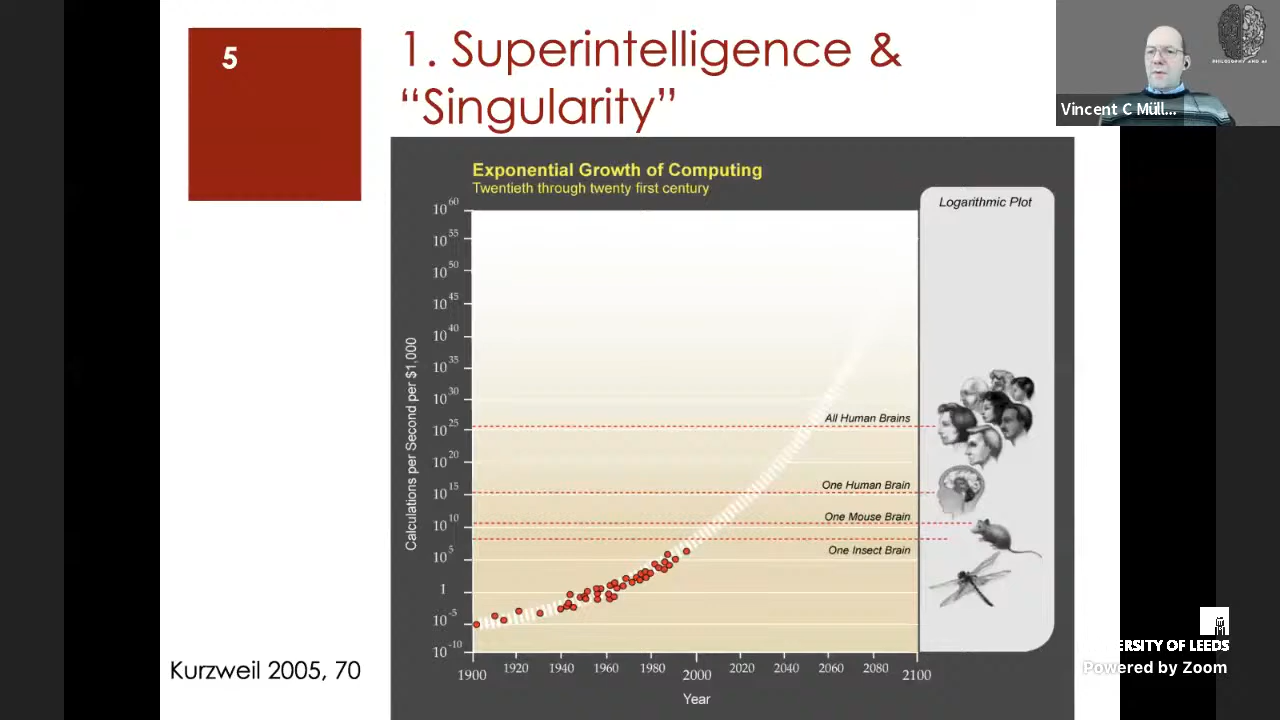 5
1. Superintelligence &
“Singularity”
PHILOSOPHY AND AI
Vincent C Müll...
Exponential Growth of Computing
Twentieth through twenty first century
Logarithmic Plot
Calculations per Second per $1,000
10^60
10^55
10^50
10^45
10^40
10^35
10^30
10^25
10^20
10^15
10^10
10^5
1
10^-5
10^-10
All Human Brains
One Human Brain
One Mouse Brain
One Insect Brain
1900 1920 1940 1960 1980 2000 2020 2040 2060 2080 2100
Year
Kurzweil 2005, 70
ERSITY OF LEEDS
Powered by Zoom